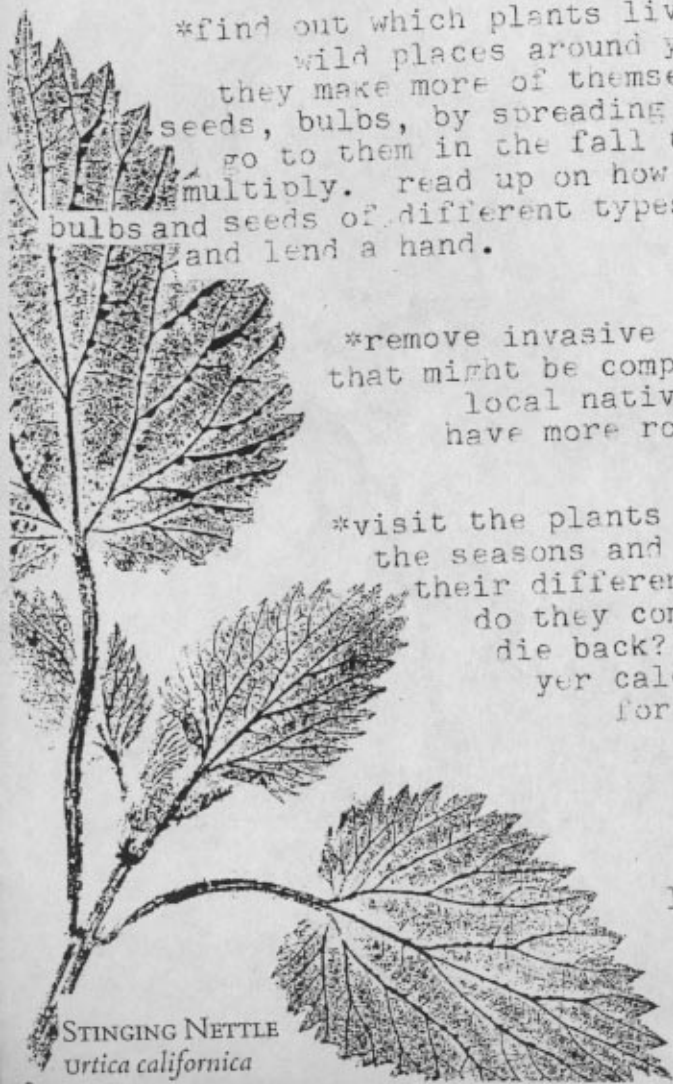 *find out which plants liv
wild places around y
they make more of themse
seeds, bulbs, by spreading
go to them in the fall
multiply. read up on how
bulbs and seeds of different types
and lend a hand.
*remove invasive
that might be comp
local nativ
have more ro
*visit the plants
the seasons and
their differen
do they com
die back?
yer cale
for
STINGING NETTLE
Urtica californica